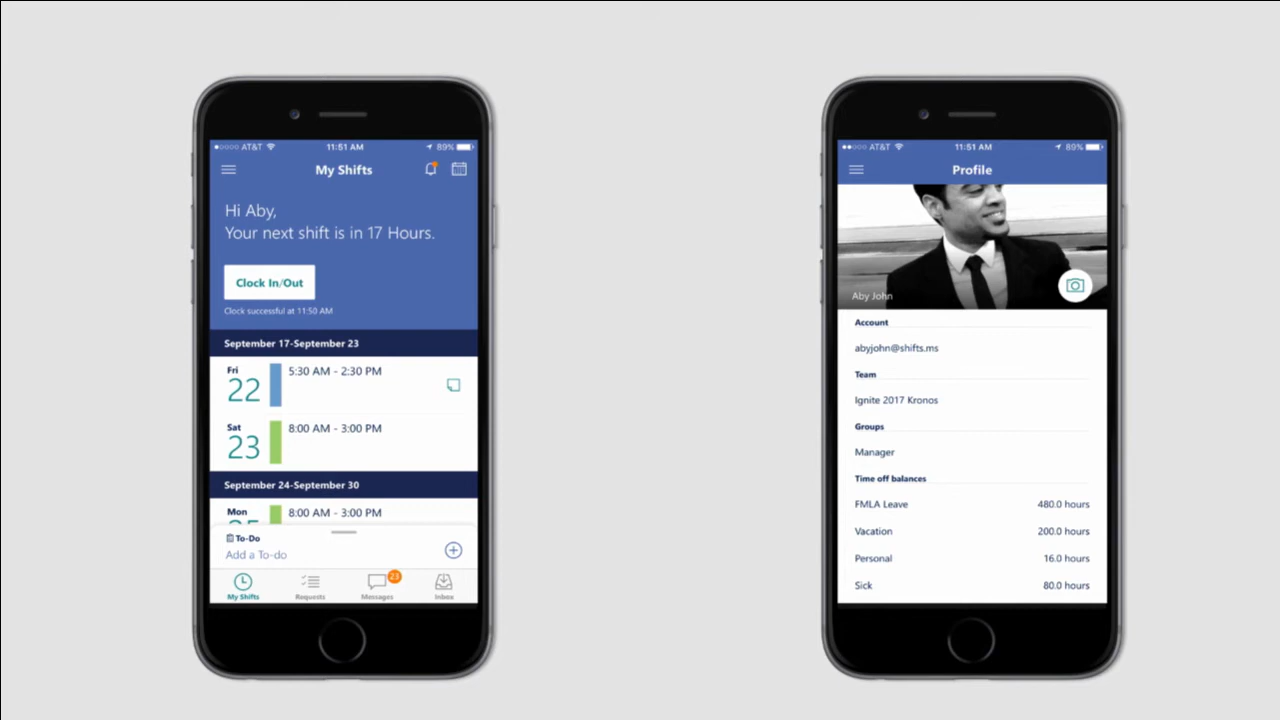 AT&T 11:51 AM 89%
My Shifts
Hi Aby,
Your next shift is in 17 Hours.
Clock In/Out
Clock successful at 11:50 AM
September 17-September 23
Fri 5:30 AM - 2:30 PM
22
Sat 8:00 AM - 3:00 PM
23
September 24-September 30
Mon 8:00 AM - 3:00 PM
To-Do
Add a To-do
23
My Shifts Requests Messages Inbox
AT&T 11:51 AM 89%
Profile
Aby John
Account
abyjohn@shifts.ms
Team
Ignite 2017 Kronos
Groups
Manager
Time off balances
FMLA Leave 480.0 hours
Vacation 200.0 hours
Personal 16.0 hours
Sick 80.0 hours